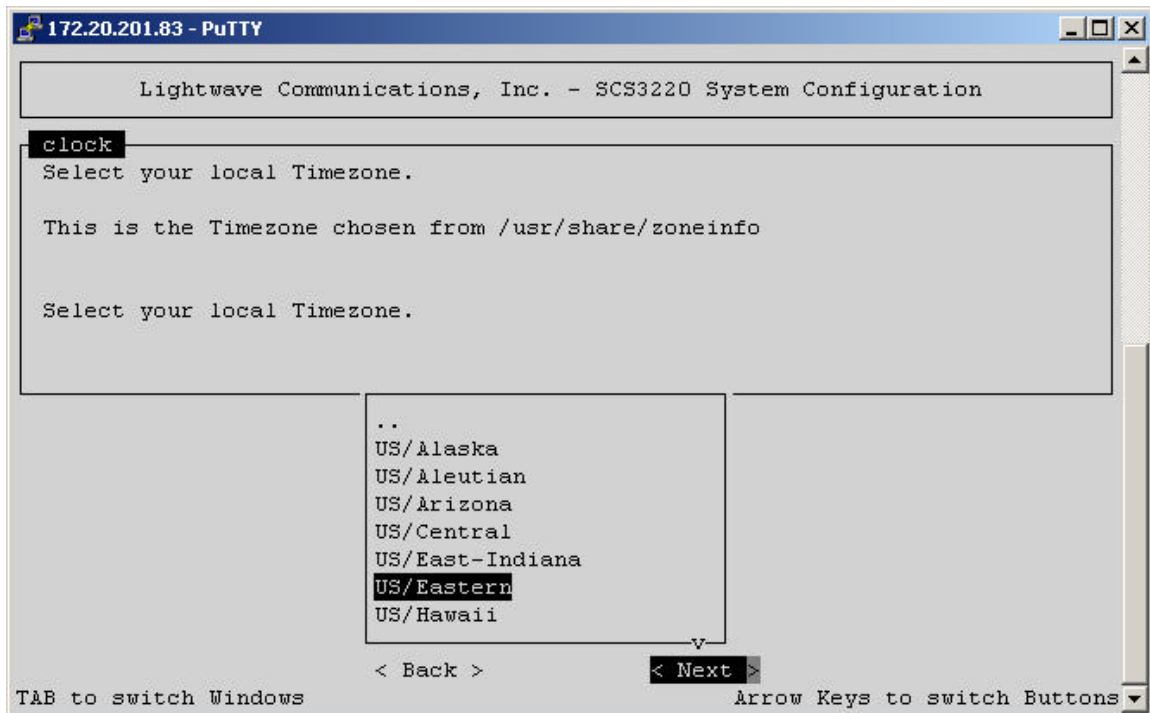 172.20.201.83 - PuTTY
Lightwave Communications, Inc. - SCS3220 System Configuration
clock
Select your local Timezone.
This is the Timezone chosen from /usr/share/zoneinfo
Select your local Timezone.
..
US/Alaska
US/Aleutian
US/Arizona
US/Central
US/East-Indiana
US/Eastern
US/Hawaii
v
< Back > < Next >
TAB to switch Windows Arrow Keys to switch Buttons